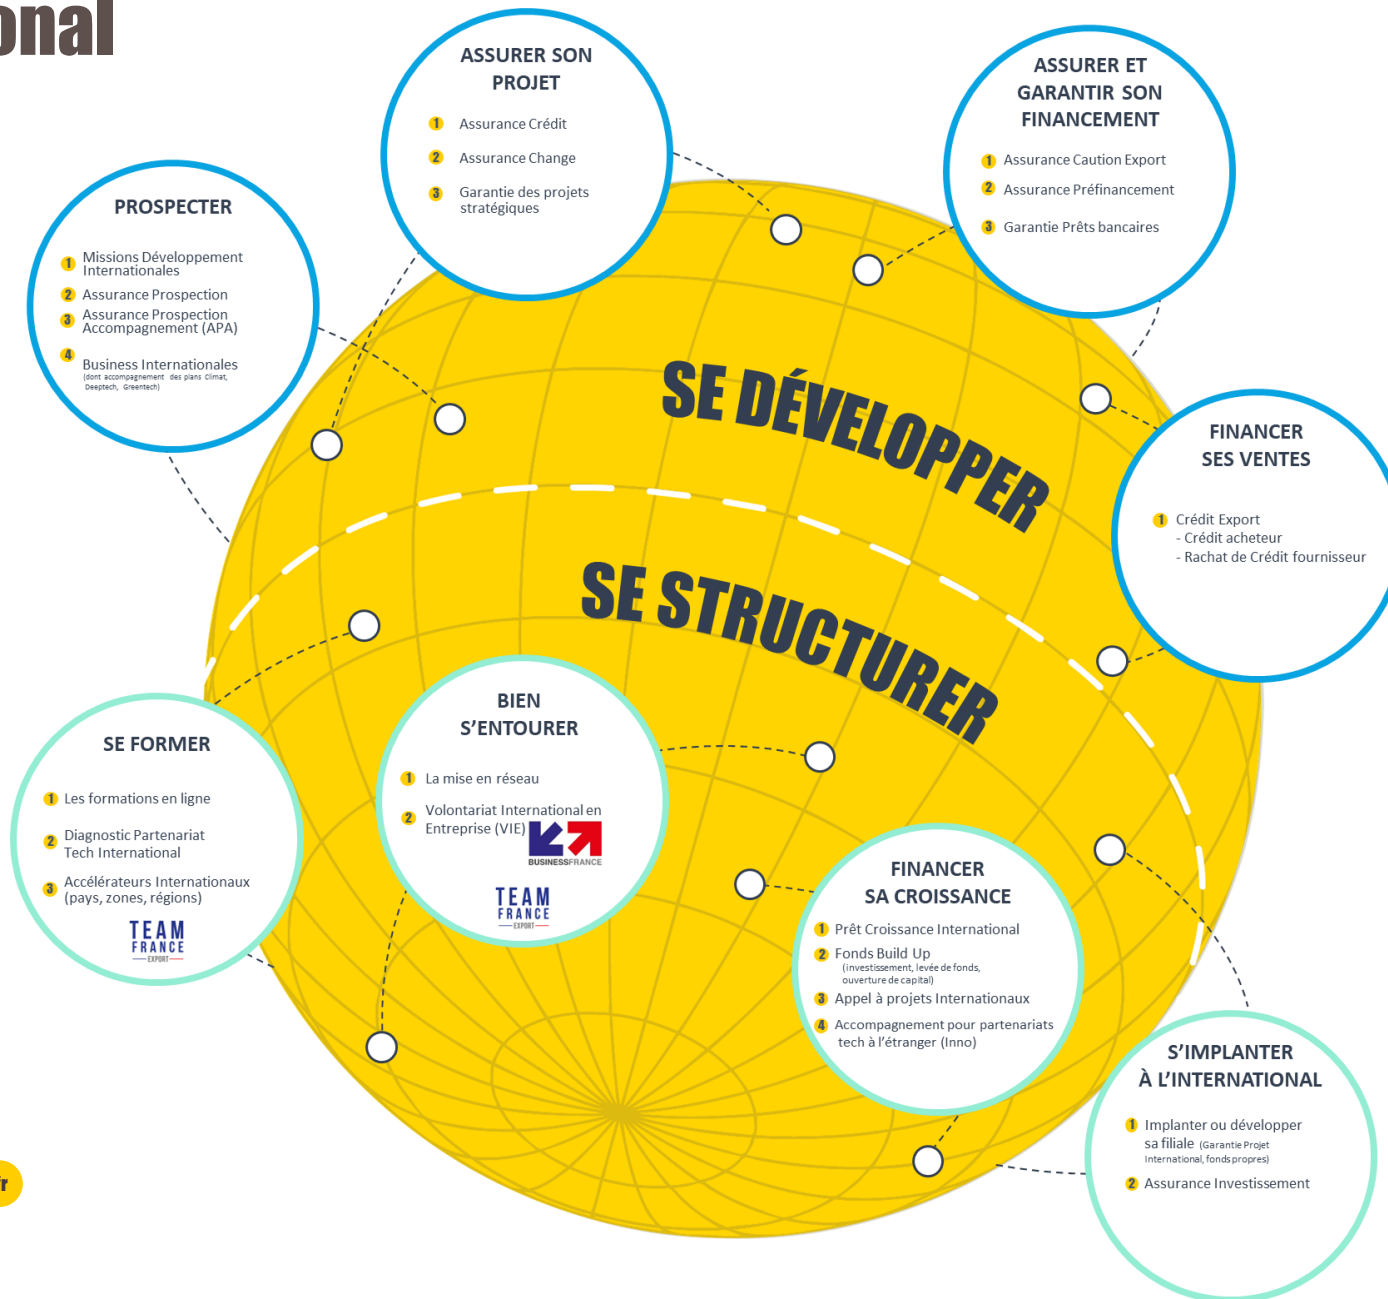 onal
ASSURER SON
PROJET
1 Assurance Crédit
2 Assurance Change
3 Garantie des projets
stratégiques
ASSURER ET
GARANTIR SON
FINANCEMENT
1 Assurance Caution Export
2 Assurance Préfinancement
3 Garantie Prêts bancaires
PROSPECTER
1 Missions Développement
Internationales
2 Assurance Prospection
3 Assurance Prospection
Accompagnement (APA)
4 Business Internationales
(dont accompagnement des plans Climat,
Deeptech, Greentech)
SE DÉVELOPPER
FINANCER
SES VENTES
1 Crédit Export
- Crédit acheteur
- Rachat de Crédit fournisseur
SE STRUCTURER
SE FORMER
1 Les formations en ligne
2 Diagnostic Partenariat
Tech International
3 Accélérateurs Internationaux
(pays, zones, régions)
TEAM
FRANCE
EXPORT
BIEN
S'ENTOURER
1 La mise en réseau
2 Volontariat International en
Entreprise (VIE)
BUSINESSFRANCE
TEAM
FRANCE
EXPORT
FINANCER
SA CROISSANCE
1 Prêt Croissance International
2 Fonds Build Up
(investissement, levée de fonds,
ouverture de capital)
3 Appel à projets Internationaux
4 Accompagnement pour partenariats
tech à l'étranger (Inno)
S'IMPLANTER
À L'INTERNATIONAL
1 Implanter ou développer
sa filiale (Garantie Projet
International, fonds propres)
2 Assurance Investissement
fr